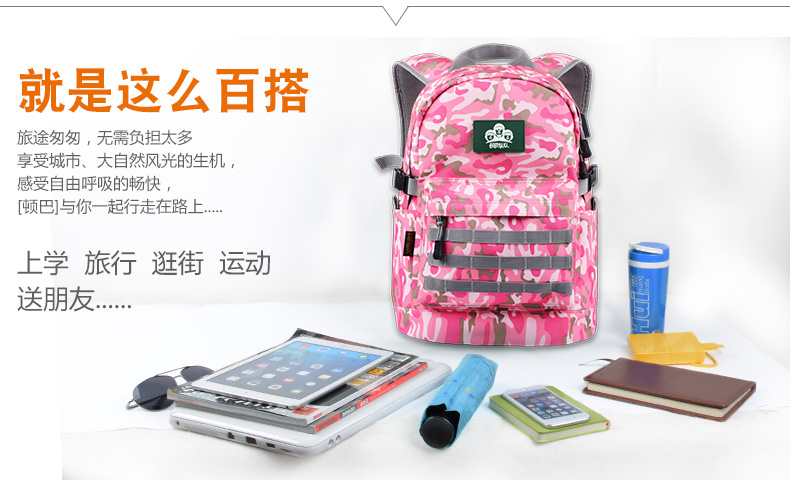 就是这么百搭
旅途匆匆，无需负担太多
享受城市、大自然风光的生机，
感受自由呼吸的畅快，
[顿巴]与你一起行走在路上.....
上学 旅行 逛街 运动
送朋友......